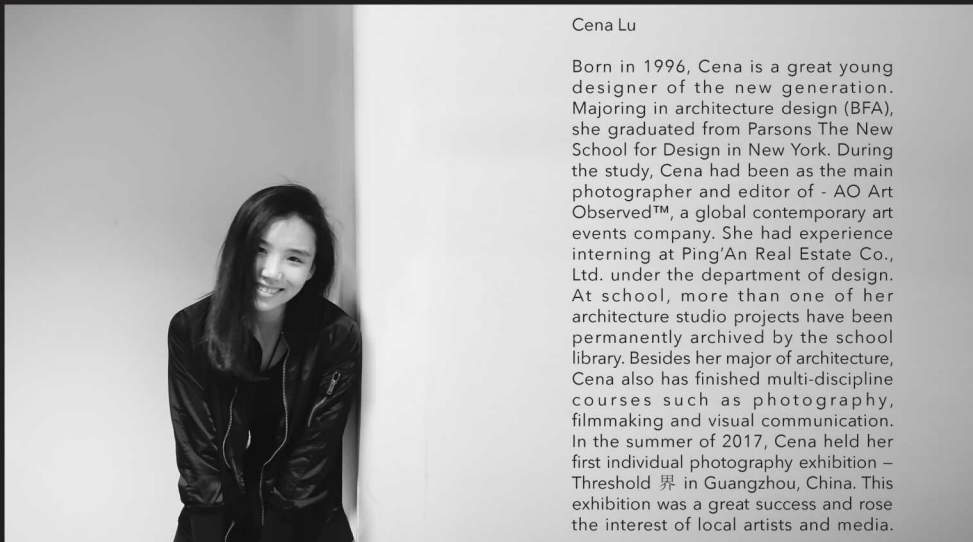 Cena Lu
Born in 1996, Cena is a great young
designer of the new generation.
Majoring in architecture design (BFA),
she graduated from Parsons The New
School for Design in New York. During
the study, Cena had been as the main
photographer and editor of - AO Art
Observed™, a global contemporary art
events company. She had experience
interning at Ping'An Real Estate Co.,
Ltd. under the department of design.
At school, more than one of her
architecture studio projects have been
permanently archived by the school
library. Besides her major of architecture,
Cena also has finished multi-discipline
courses such as photography,
filmmaking and visual communication.
In the summer of 2017, Cena held her
first individual photography exhibition –
Threshold 界 in Guangzhou, China. This
exhibition was a great success and rose
the interest of local artists and media.